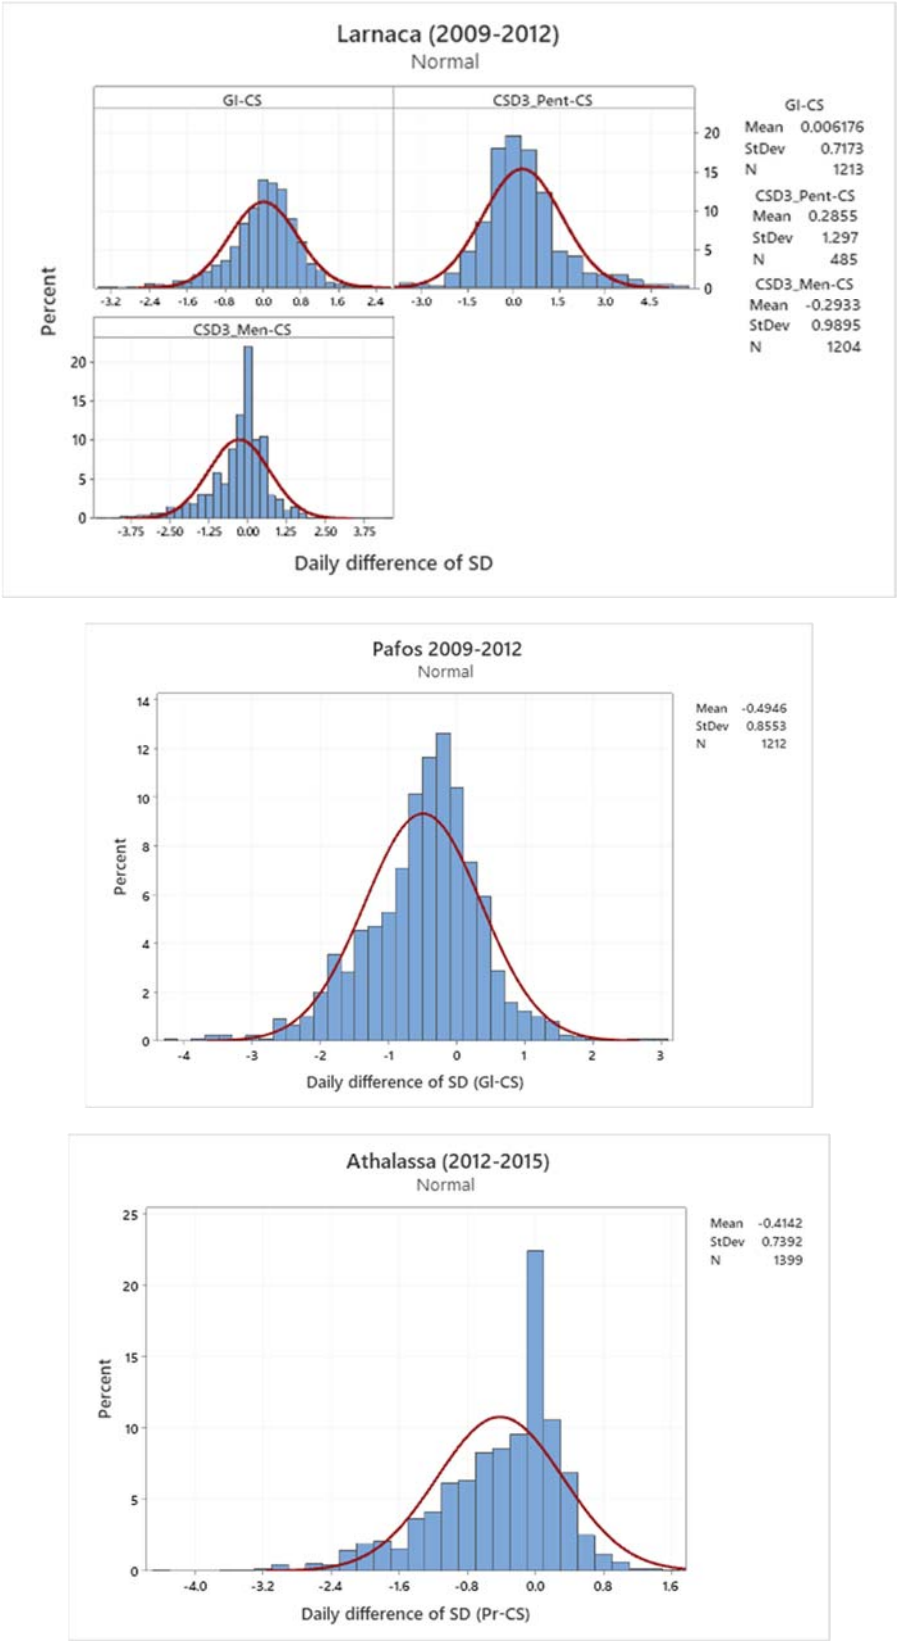 Larnaca (2009-2012)
Normal
GI-CS
CSD3_Pent-CS
20
15
10
5
0
-3.2 -2.4 -1.6 -0.8 0.0 0.8 1.6 2.4
-3.0 -1.5 0.0 1.5 3.0 4.5
GI-CS
Mean 0.006176
StDev 0.7173
N 1213
CSD3_Pent-CS
Mean 0.2855
StDev 1.297
N 485
CSD3_Men-CS
Mean -0.2933
StDev 0.9895
N 1204
Percent
CSD3_Men-CS
20
15
10
5
0
-3.75 -2.50 -1.25 0.00 1.25 2.50 3.75
Daily difference of SD
Pafos 2009-2012
Normal
Mean -0.4946
StDev 0.8553
N 1212
Percent
14
12
10
8
6
4
2
0
-4 -3 -2 -1 0 1 2 3
Daily difference of SD (Gl-CS)
Athalassa (2012-2015)
Normal
Mean -0.4142
StDev 0.7392
N 1399
Percent
25
20
15
10
5
0
-4.0 -3.2 -2.4 -1.6 -0.8 0.0 0.8 1.6
Daily difference of SD (Pr-CS)